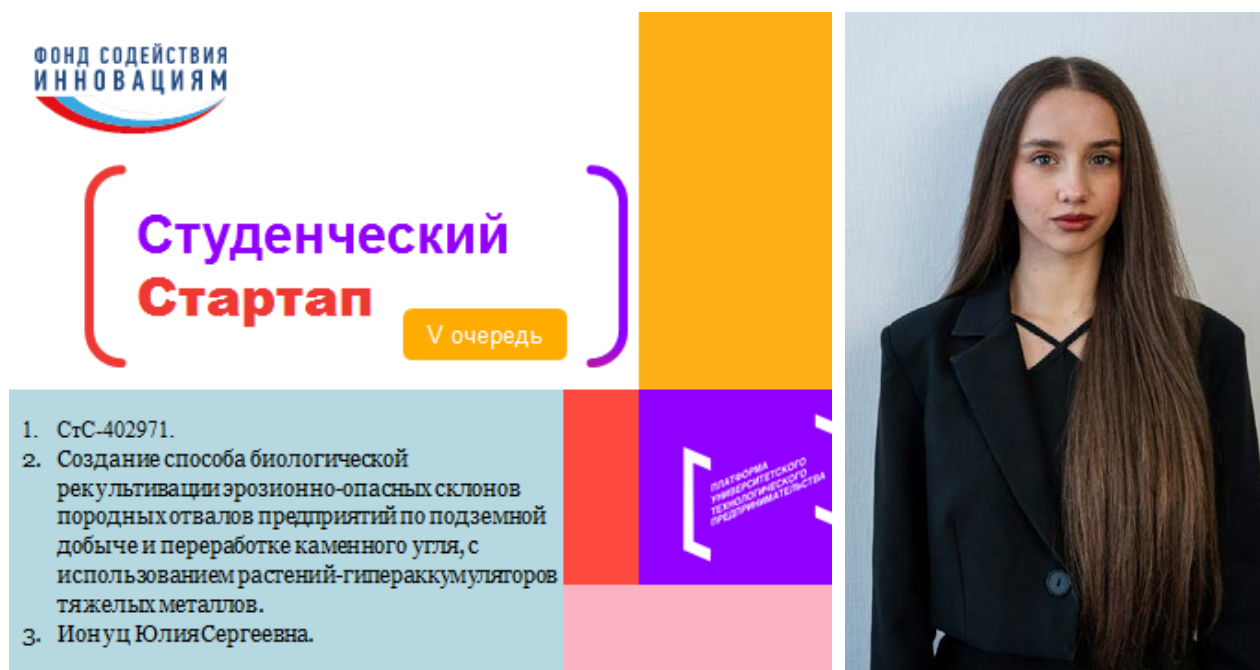 ФОНД СОДЕЙСТВИЯ
ИННОВАЦИЯМ
Студенческий
Стартап
V очередь
1. СтС-402971.
2. Создание способа биологической
рекультивации эрозионно-опасных склонов
породных отвалов предприятий по подземной
добыче и переработке каменного угля, с
использованием растений-гипераккумуляторов
тяжелых металлов.
3. Ионуц Юлия Сергеевна.
ПЛАТФОРМА
УНИВЕРСИТЕТСКОГО
ТЕХНОЛОГИЧЕСКОГО
ПРЕДПРИНИМАТЕЛЬСТВА